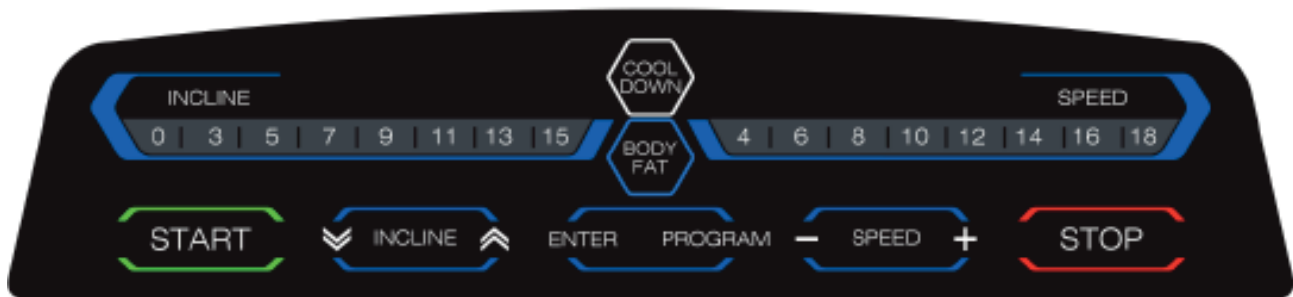 COOL
DOWN
INCLINE
SPEED
0 | 3 | 5 | 7 | 9 | 11 | 13 | 15
4 | 6 | 8 | 10 | 12 | 14 | 16 | 18
BODY
FAT
START
INCLINE
ENTER PROGRAM
− SPEED +
STOP